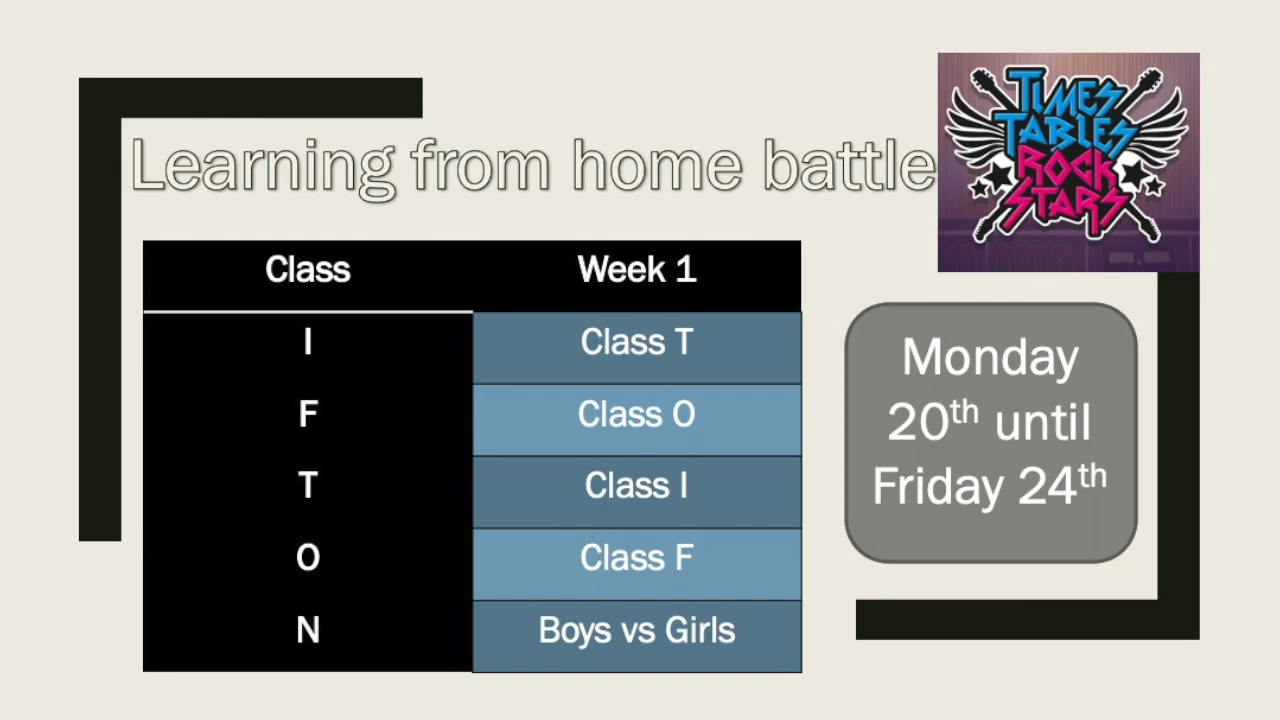 Learning from home battle
TIMES
TABLES
ROCK
STARS
Class Week 1
I Class T
F Class O
T Class I
O Class F
N Boys vs Girls
Monday
20th until
Friday 24th